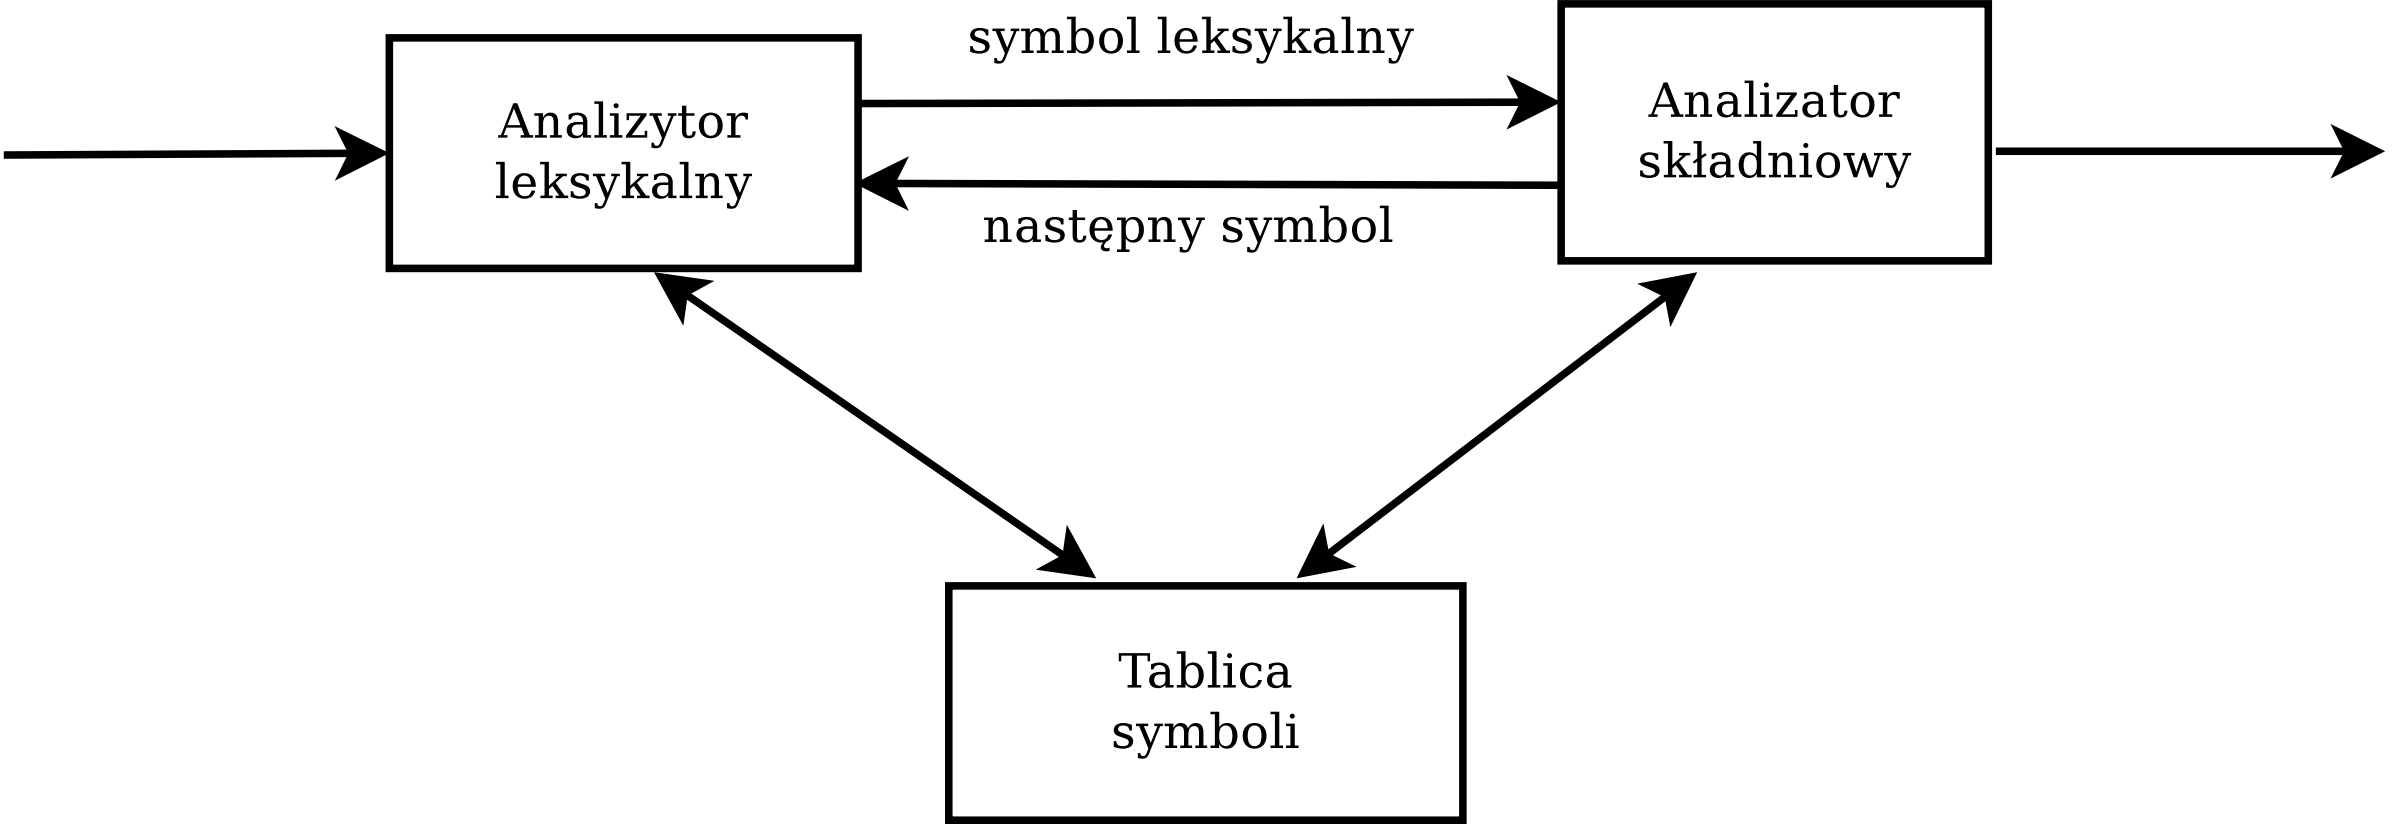 symbol leksykalny
Analizytor
leksykalny
Analizator
składniowy
następny symbol
Tablica
symboli